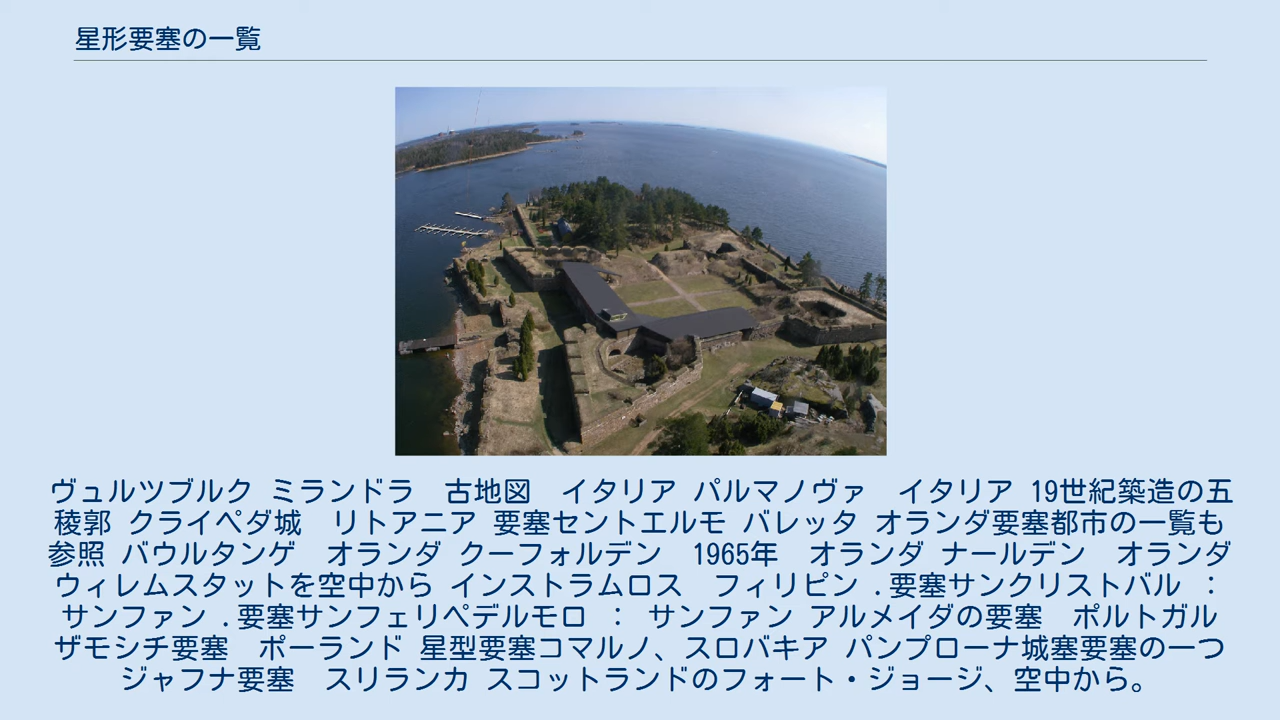 星形要塞の一覧
ヴュルツブルク ミランドラ　古地図　イタリア パルマノヴァ　イタリア 19世紀築造の五
稜郭 クライペダ城　リトアニア 要塞セントエルモ バレッタ オランダ要塞都市の一覧も
参照 バウルタンゲ　オランダ クーフォルデン　1965年　オランダ ナールデン　オランダ
ウィレムスタットを空中から インストラムロス　フィリピン .要塞サンクリストバル ：
サンファン .要塞サンフェリペデルモロ ： サンファン アルメイダの要塞　ポルトガル
ザモシチ要塞　ポーランド 星型要塞コマルノ、スロバキア パンプローナ城塞要塞の一つ
ジャフナ要塞　スリランカ スコットランドのフォート・ジョージ、空中から。